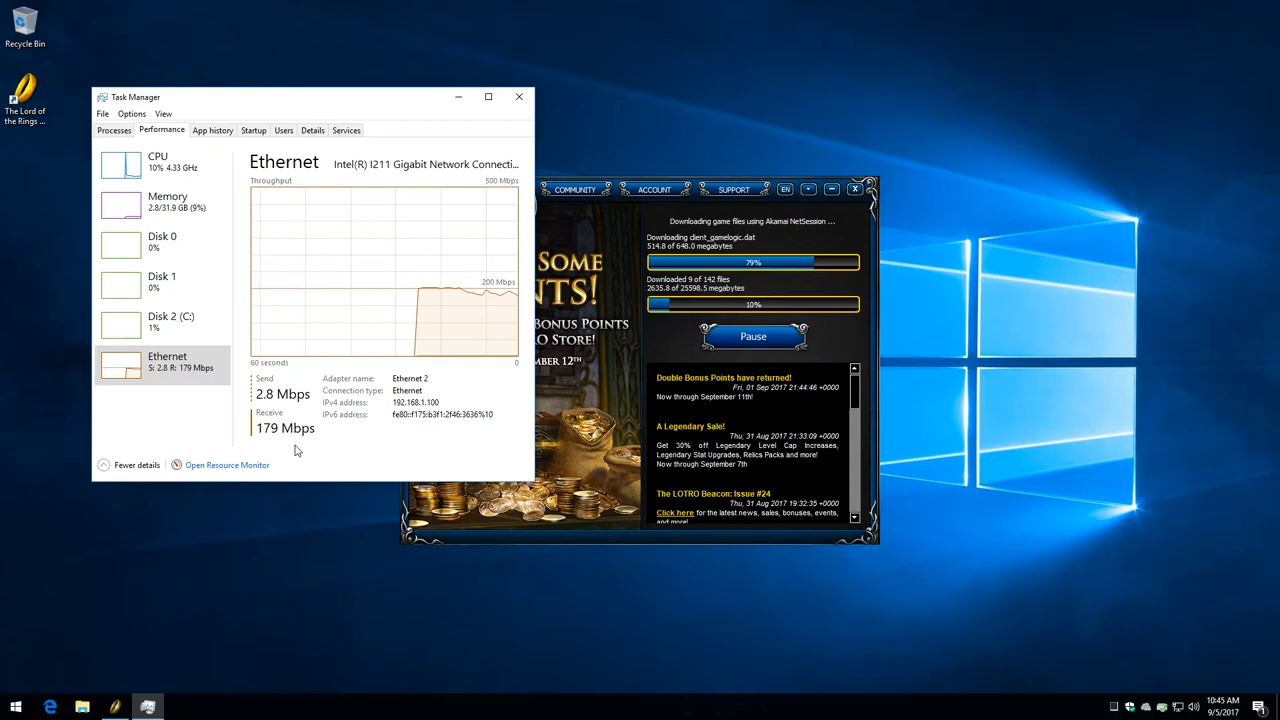 Recycle Bin
The Lord of
the Rings ...
Task Manager
File Options View
Processes Performance App history Startup Users Details Services
CPU
10% 4.33 GHz
Memory
2.8/31.9 GB (9%)
Disk 0
0%
Disk 1
0%
Disk 2 (C:)
1%
Ethernet
S: 2.8 R: 179 Mbps
Ethernet Intel(R) I211 Gigabit Network Connecti...
Throughput 500 Mbps
200 Mbps
60 seconds 0
Send
2.8 Mbps
Receive
179 Mbps
Adapter name: Ethernet 2
Connection type: Ethernet
IPv4 address: 192.168.1.100
IPv6 address: fe80::f175:b3f1:2f46:3636%10
Fewer details Open Resource Monitor
COMMUNITY ACCOUNT SUPPORT EN X
SOME
NTS!
BONUS POINTS
RO STORE!
MBER 12TH
Downloading game files using Akamai NetSession ...
Downloading client_gamelogic.dat
514.8 of 648.0 megabytes
79%
Downloaded 9 of 142 files
2635.8 of 25598.5 megabytes
10%
Pause
Double Bonus Points have returned!
Fri, 01 Sep 2017 21:44:46 +0000
Now through September 11th!
A Legendary Sale!
Thu, 31 Aug 2017 21:33:09 +0000
Get 30% off Legendary Level Cap Increases,
Legendary Stat Upgrades, Relics Packs and more!
Now through September 7th
The LOTRO Beacon: Issue #24
Thu, 31 Aug 2017 19:32:35 +0000
Click here for the latest news, sales, bonuses, events,
and more!
10:45 AM
9/5/2017
1